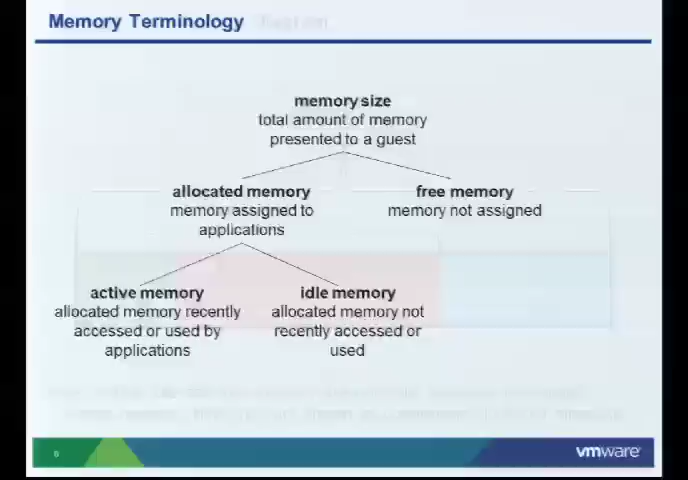 Memory Terminology
memory size
total amount of memory
presented to a guest
allocated memory
memory assigned to
applications
free memory
memory not assigned
active memory
allocated memory recently
accessed or used by
applications
idle memory
allocated memory not
recently accessed or
used
vmware